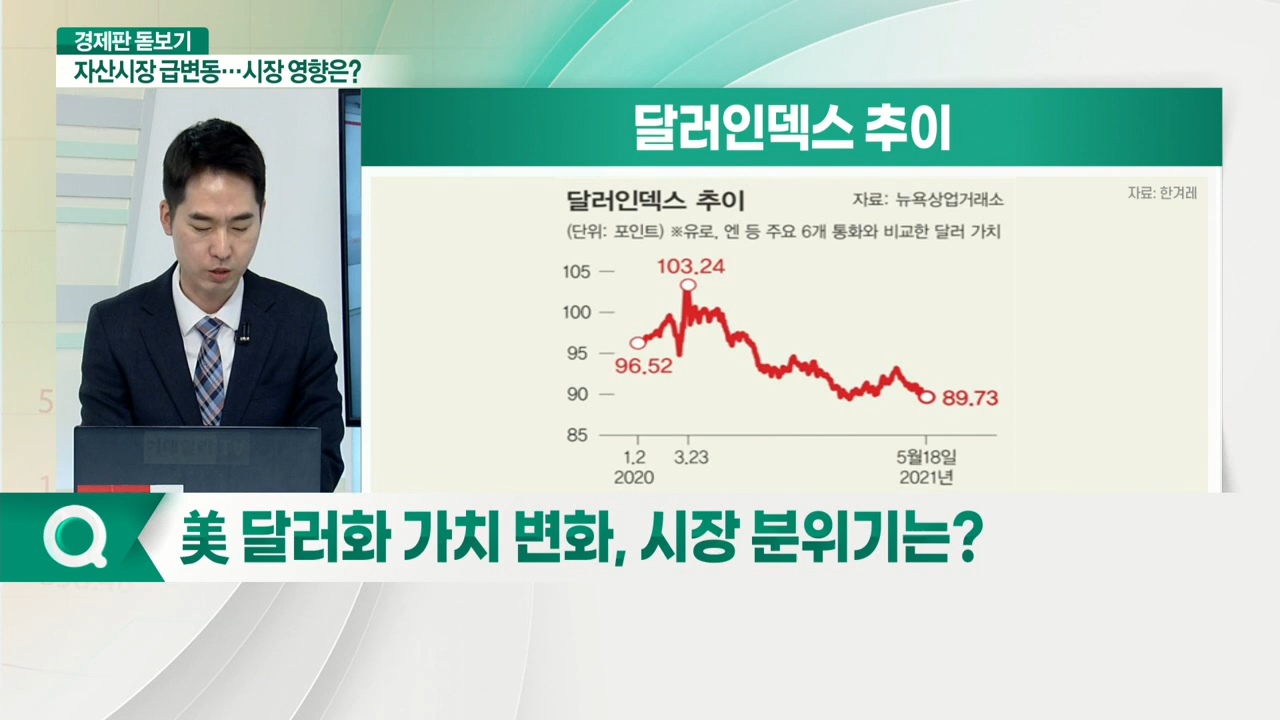 경제판 돋보기
자산시장 급변동…시장 영향은?
달러인덱스 추이
자료: 한겨레
달러인덱스 추이
자료: 뉴욕상업거래소
(단위: 포인트) ※유로, 엔 등 주요 6개 통화와 비교한 달러 가치
105
103.24
100
95
96.52
90
89.73
85
1.2
3.23
5월18일
2020
2021년
美 달러화 가치 변화, 시장 분위기는?